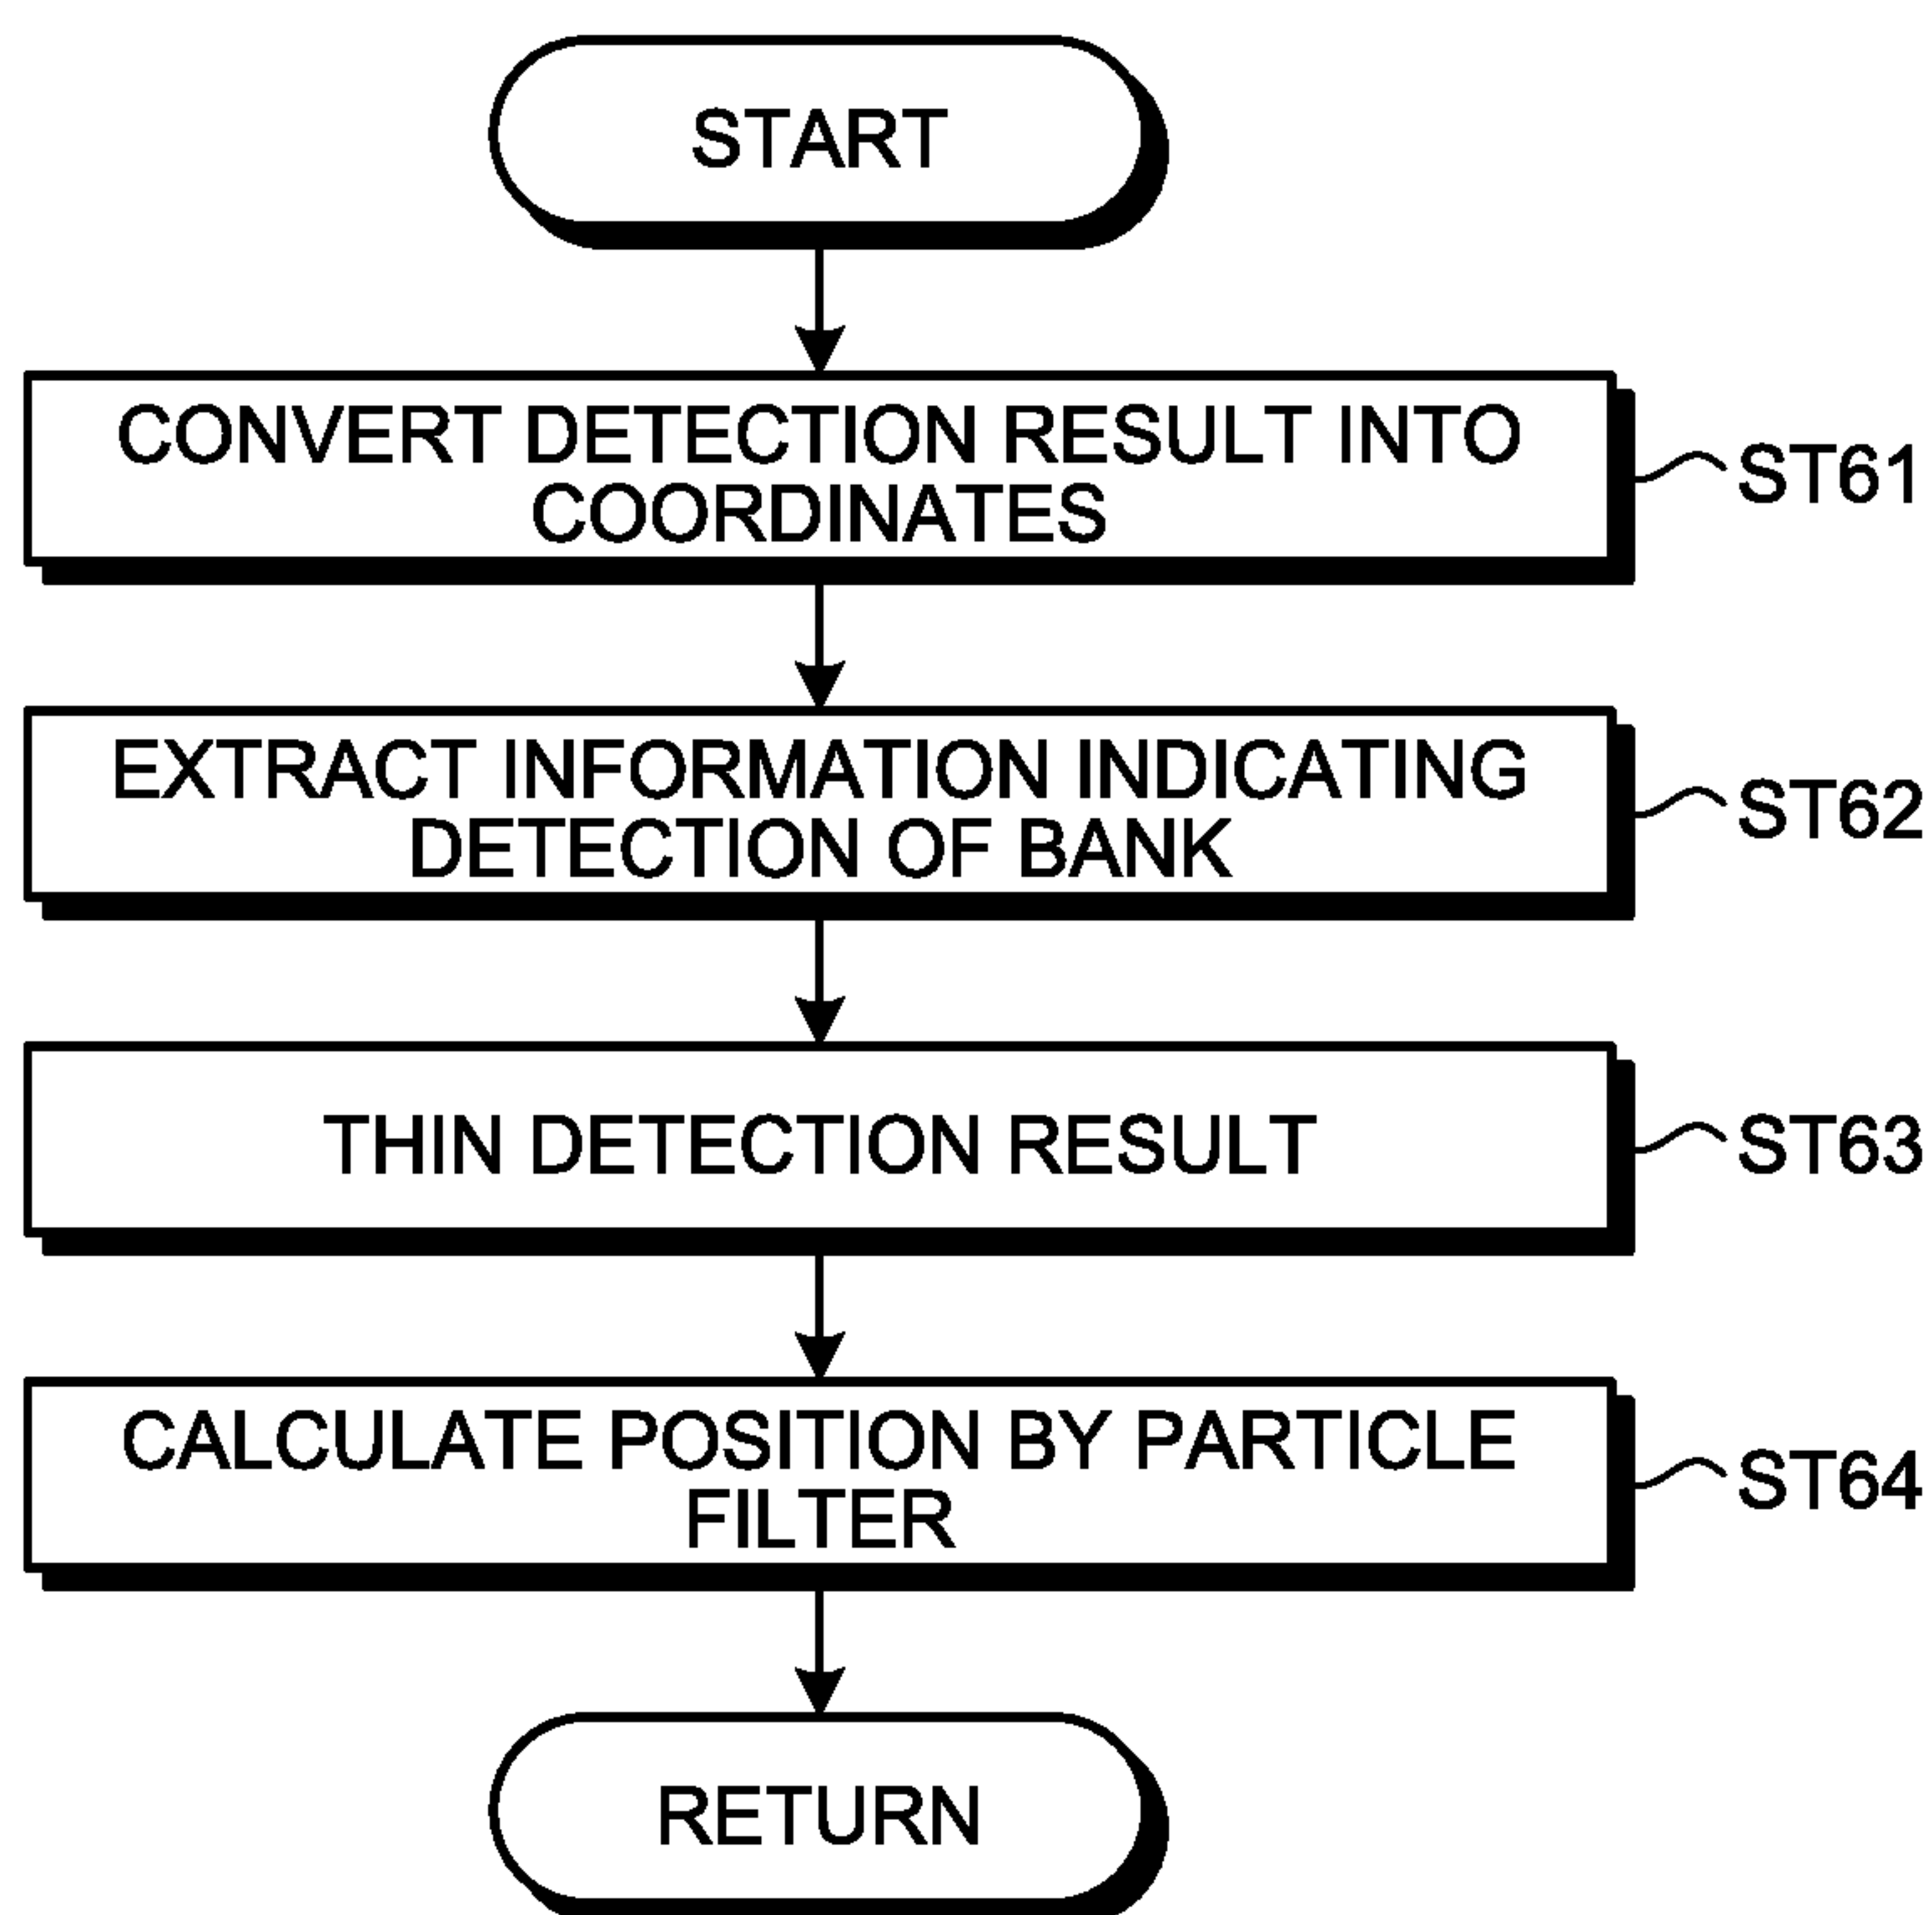 START
CONVERT DETECTION RESULT INTO
COORDINATES
ST61
EXTRACT INFORMATION INDICATING
DETECTION OF BANK
ST62
THIN DETECTION RESULT
ST63
CALCULATE POSITION BY PARTICLE
FILTER
ST64
RETURN